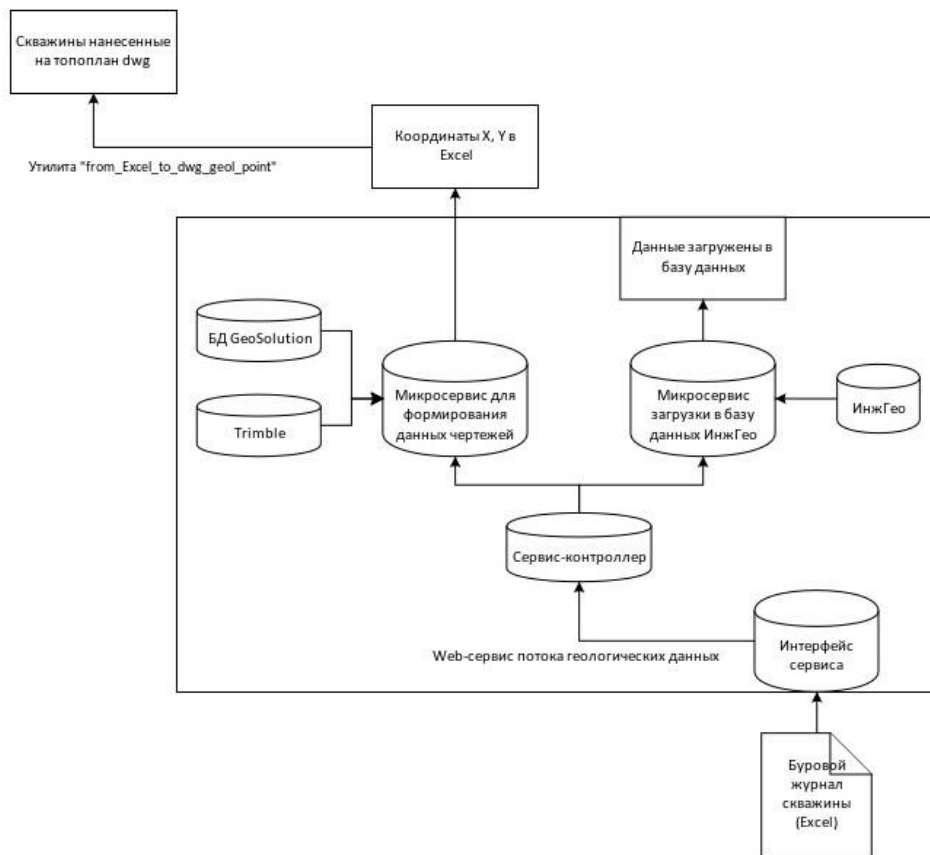 Скважины нанесенные
на топоплан dwg
Координаты X, Y в
Excel
Утилита "from_Excel_to_dwg_geol_point"
Данные загружены в
базу данных
БД GeoSolution
Trimble
Микросервис для
формирования
данных чертежей
Микросервис
загрузки в базу
данных ИнжГео
ИнжГео
Сервис-контроллер
Web-сервис потока геологических данных
Интерфейс
сервиса
Буровой
журнал
скважины
(Excel)